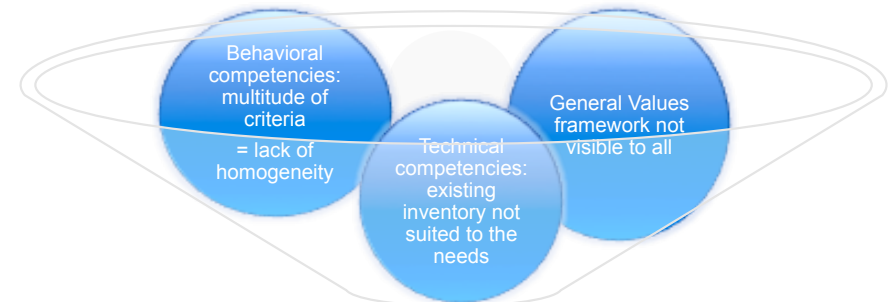 Behavioral
competencies:
multitude of
criteria
= lack of
homogeneity
Technical
competencies:
existing
inventory not
suited to the
needs
General Values
framework not
visible to all